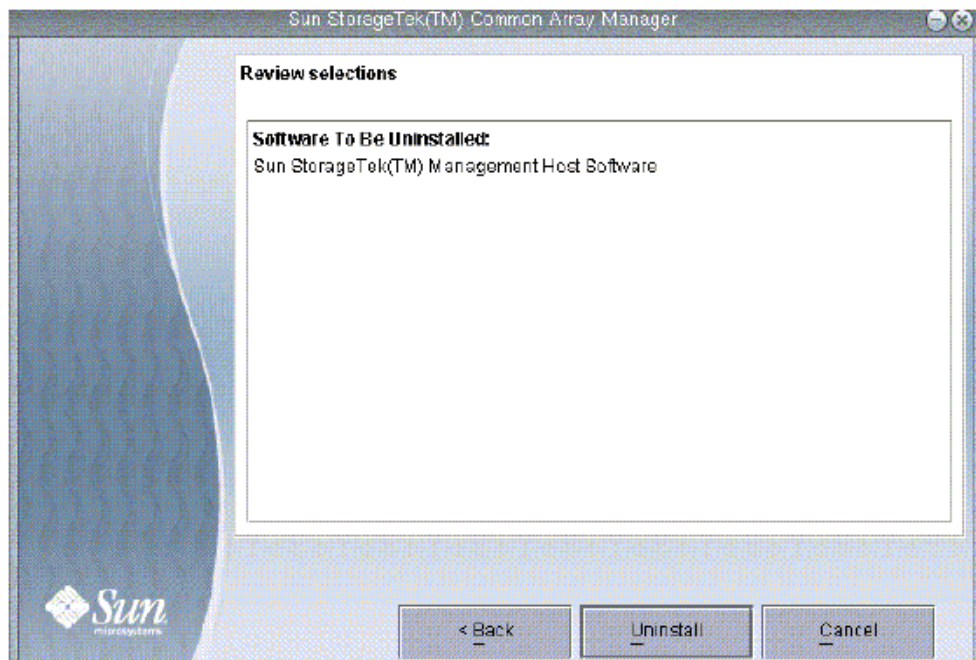 Sun StorageTek(TM) Common Array Manager
Review selections
Software To Be Uninstalled:
Sun StorageTek(TM) Management Host Software
Sun
microsystems
< Back
Uninstall
Cancel